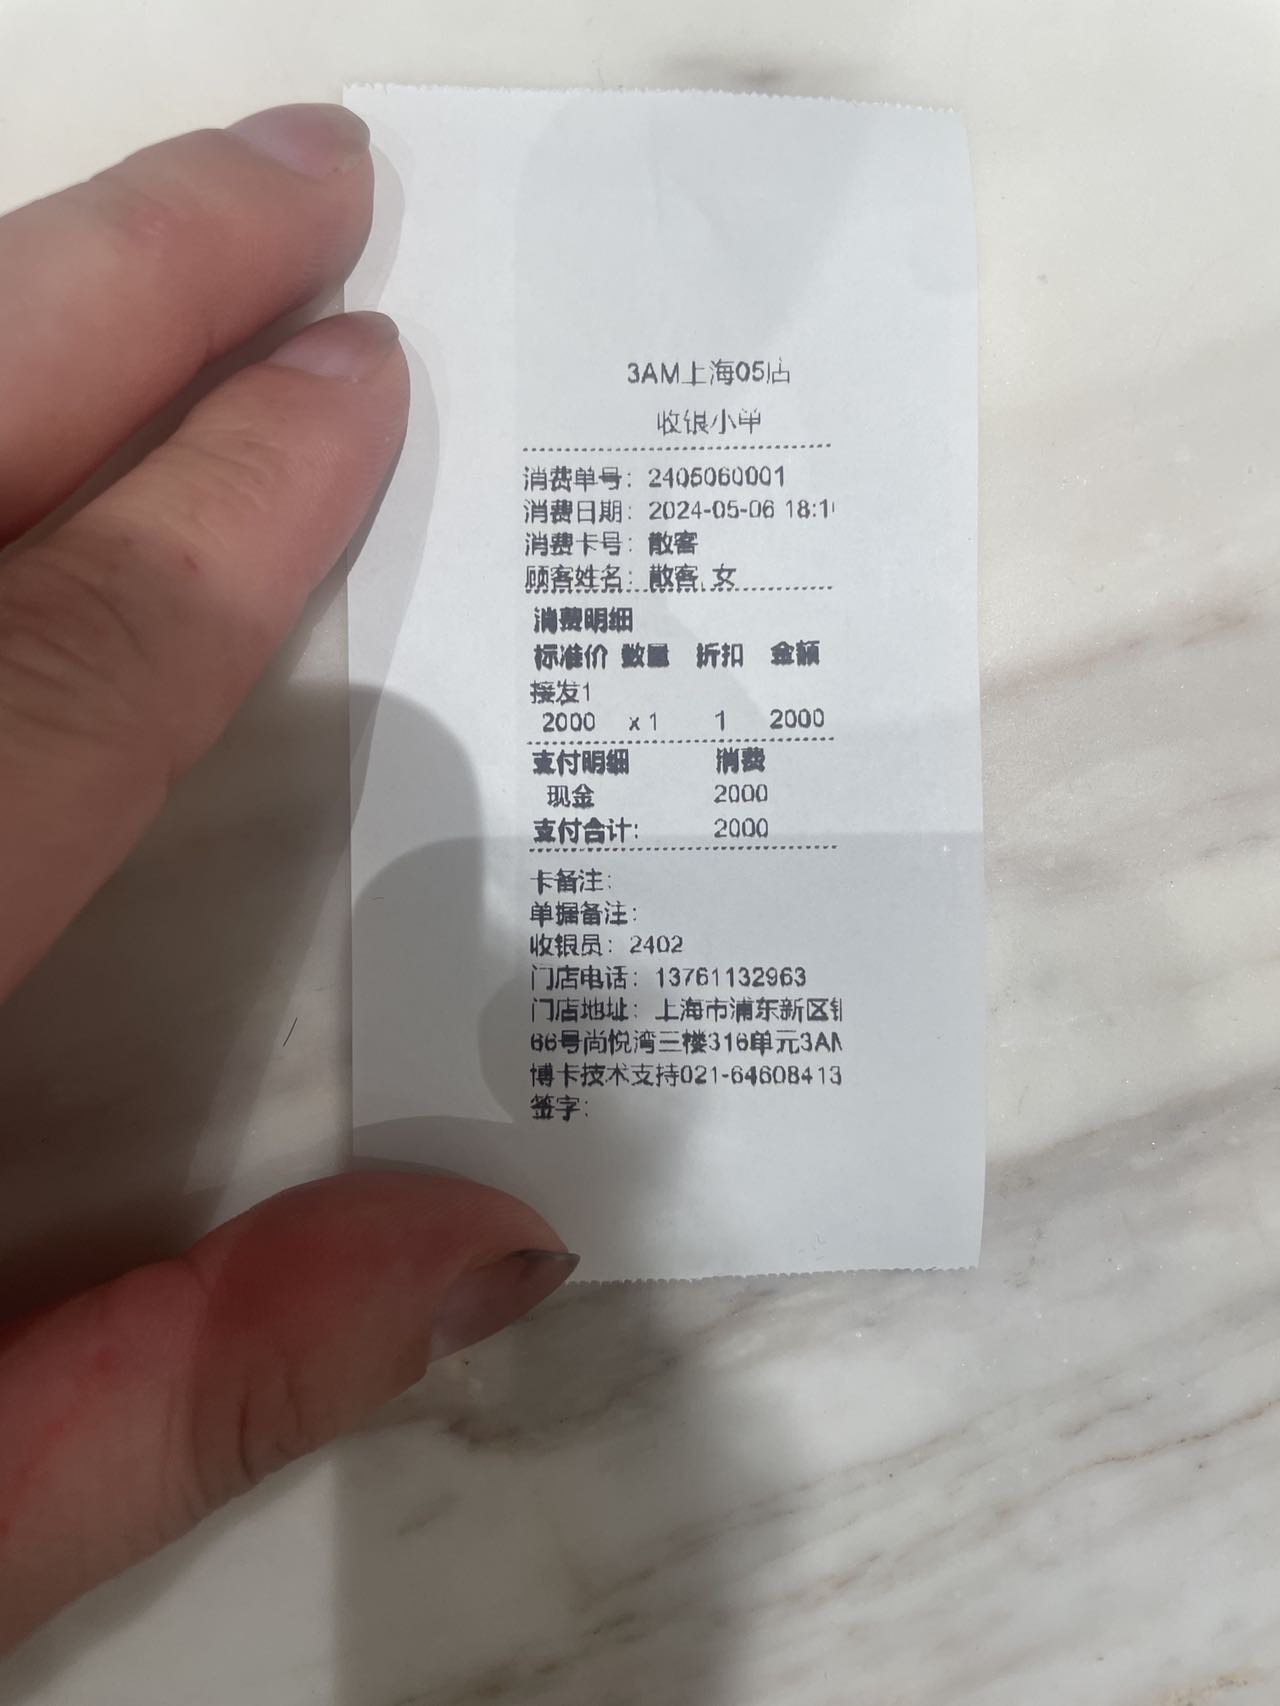 3AM上海05店
收银小单
消费单号：2405060001
消费日期：2024-05-06 18:1
消费卡号：散客
顾客姓名：散客, 女
消费明细
标准价 数量 折扣 金额
接发1
2000 x1 1 2000
支付明细 消费
现金 2000
支付合计： 2000
卡备注：
单据备注：
收银员：2402
门店电话：13761132963
门店地址：上海市浦东新区
66号尚悦湾三楼316单元3A
博卡技术支持021-64608413
签字：